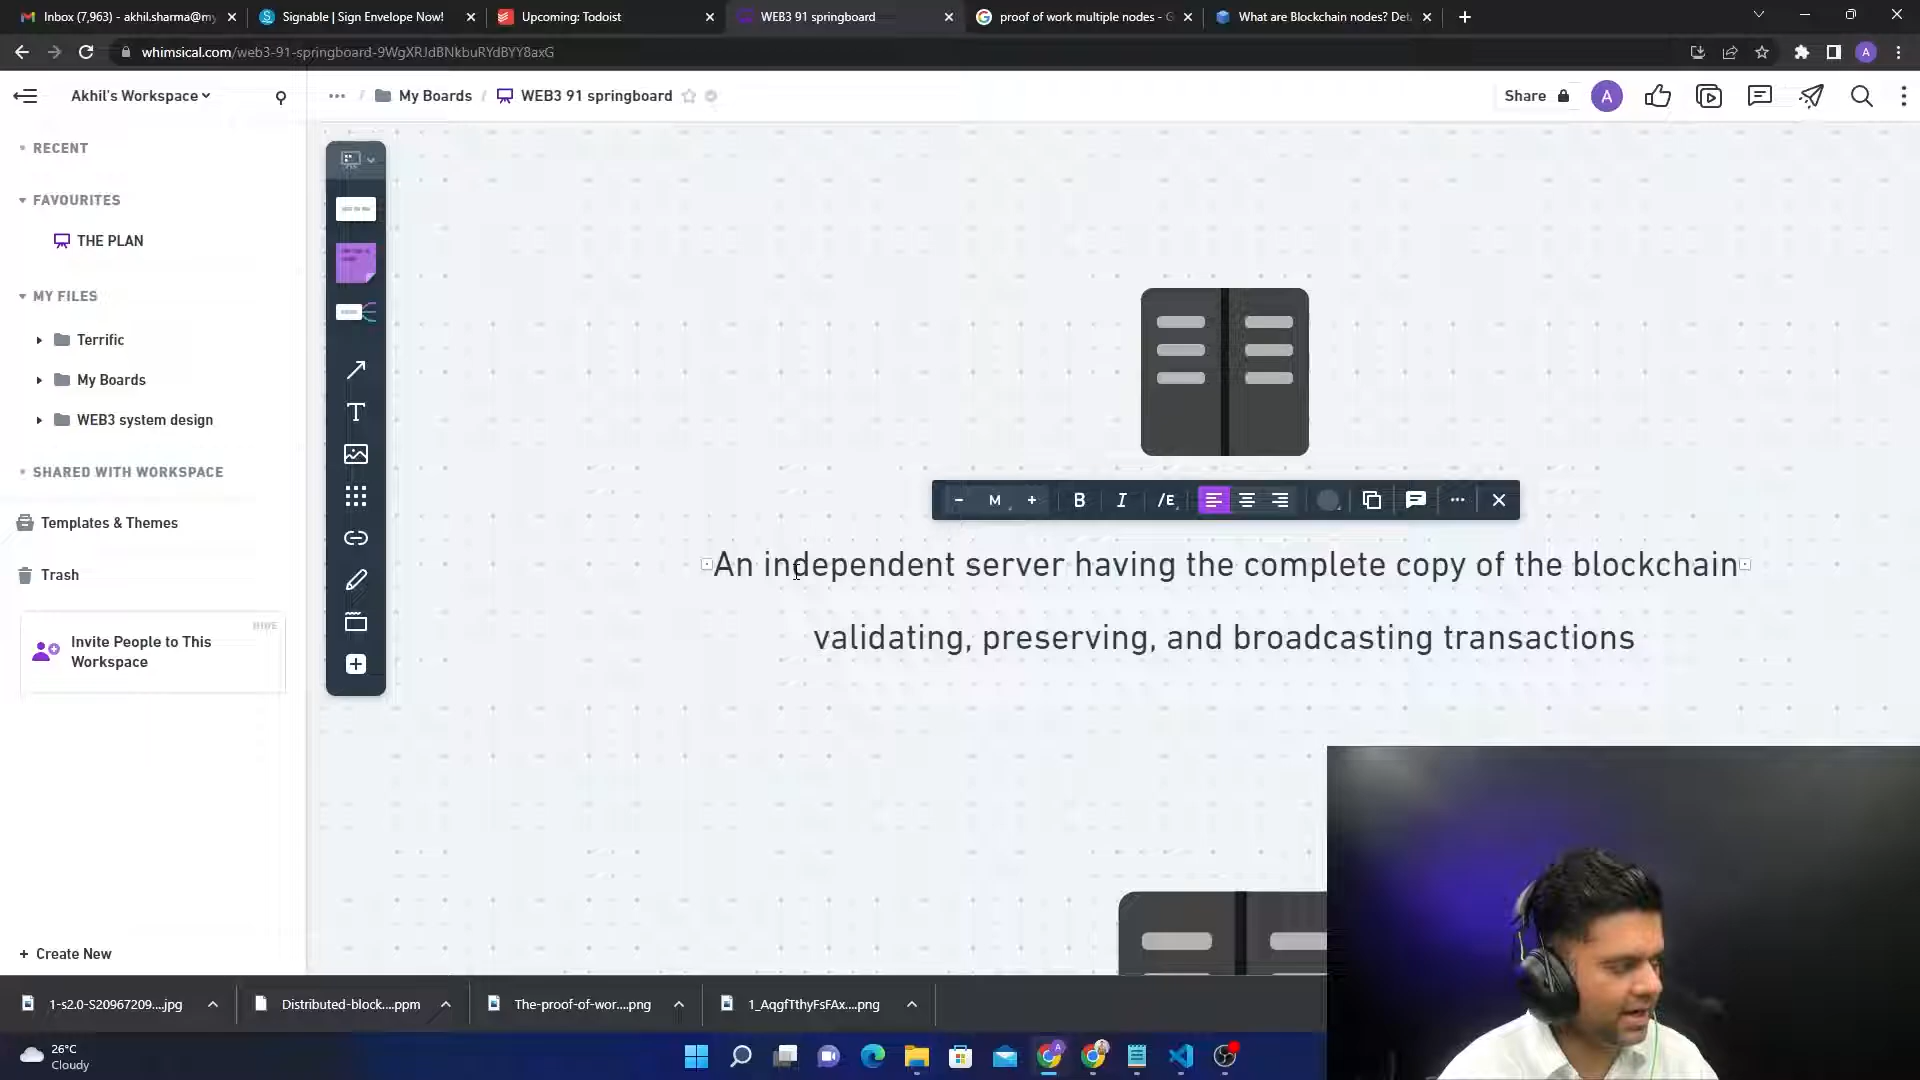 Inbox (7,963) - akhil.sharma@my
Signable | Sign Envelope Now!
Upcoming: Todoist
WEB3 91 springboard
proof of work multiple nodes - G
What are Blockchain nodes? Det
whimsical.com/web3-91-springboard-9WgXRJdBNkbuRYdBYY8axG
A
Akhil's Workspace
... / My Boards / WEB3 91 springboard
Share
A
RECENT
FAVOURITES
THE PLAN
MY FILES
Terrific
My Boards
WEB3 system design
SHARED WITH WORKSPACE
Templates & Themes
Trash
HIDE
Invite People to This
Workspace
+ Create New
T
− M + B I /E
An independent server having the complete copy of the blockchain
validating, preserving, and broadcasting transactions
1-s2.0-S20967209....jpg
Distributed-block....ppm
The-proof-of-wor....png
1_AqgfTthyFsFAx....png
26°C
Cloudy